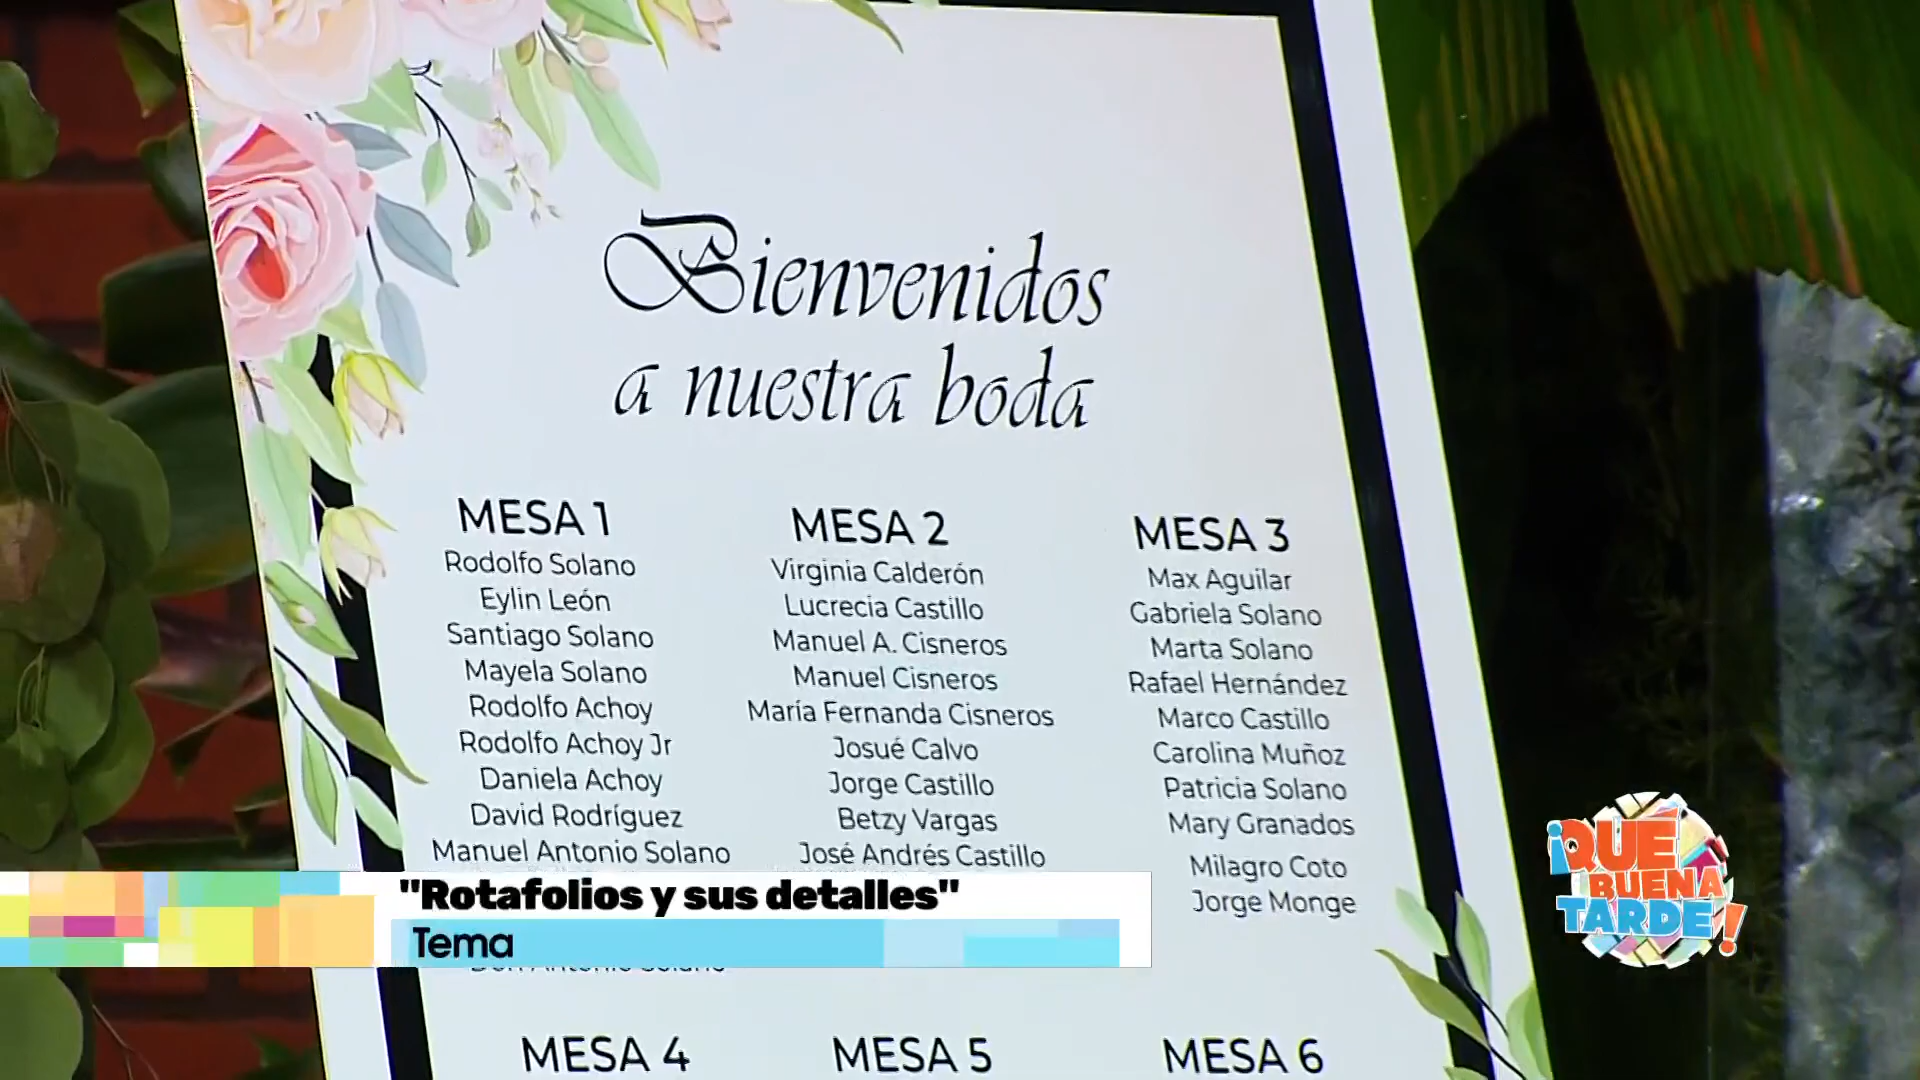 Bienvenidos
a nuestra boda
MESA 1
Rodolfo Solano
Eylin León
Santiago Solano
Mayela Solano
Rodolfo Achoy
Rodolfo Achoy Jr
Daniela Achoy
David Rodríguez
Manuel Antonio Solano
MESA 2
Virginia Calderón
Lucrecia Castillo
Manuel A. Cisneros
Manuel Cisneros
María Fernanda Cisneros
Josué Calvo
Jorge Castillo
Betzy Vargas
José Andrés Castillo
MESA 3
Max Aguilar
Gabriela Solano
Marta Solano
Rafael Hernández
Marco Castillo
Carolina Muñoz
Patricia Solano
Mary Granados
Milagro Coto
Jorge Monge
MESA 4
MESA 5
MESA 6
"Rotafolios y sus detalles"
Tema
¡QUE
BUENA
TARDE!